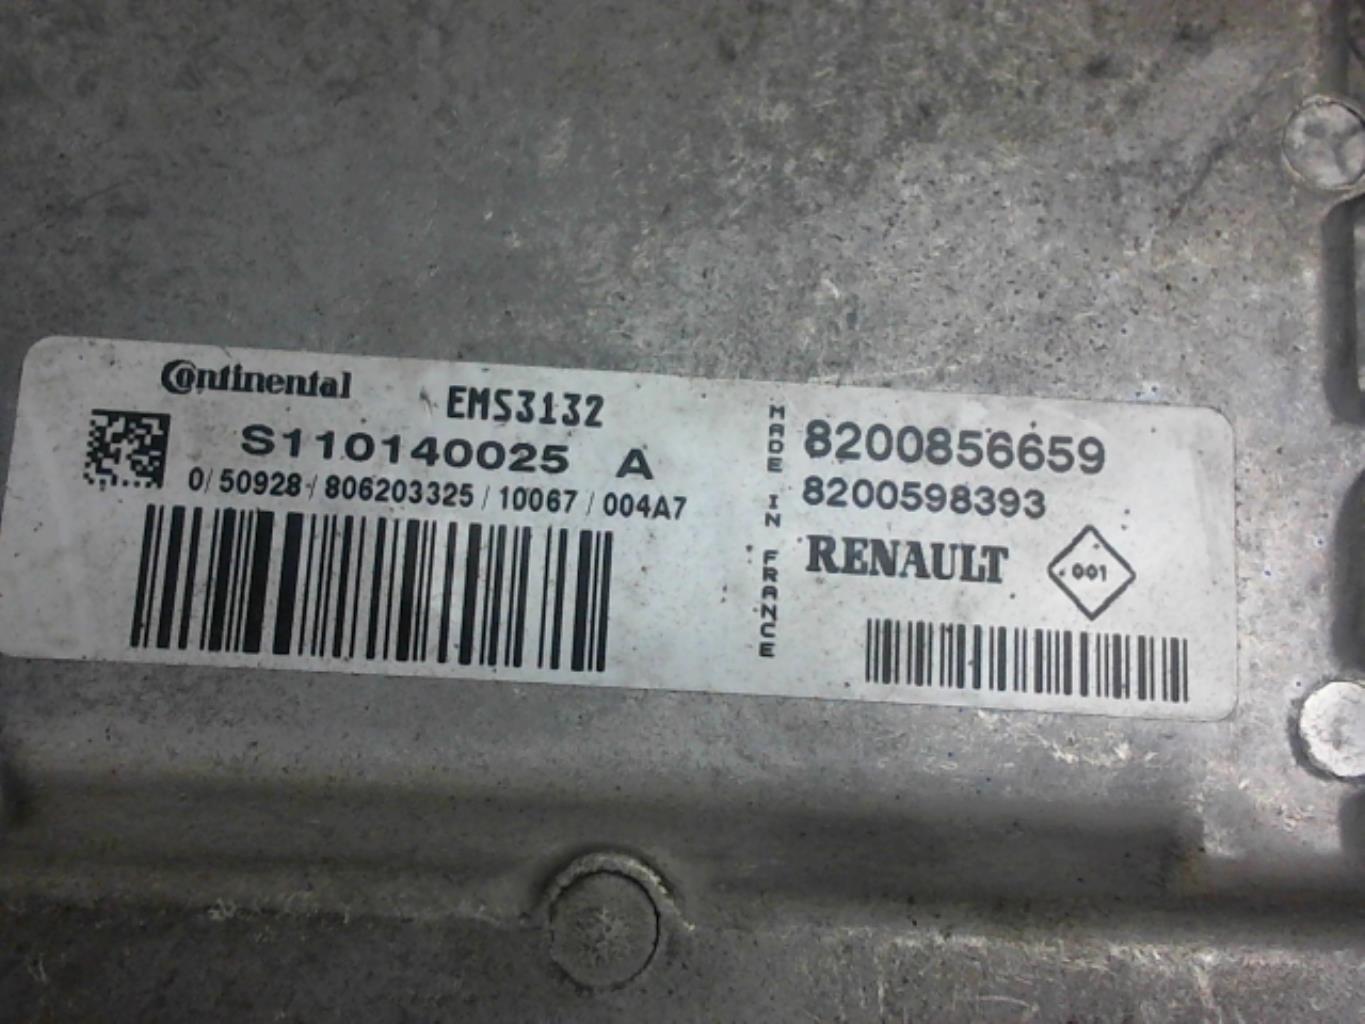 Continental EMS3132
S110140025 A
0/50928/806203325/10067/004A7
MADE IN FRANCE
8200856659
8200598393
RENAULT 001